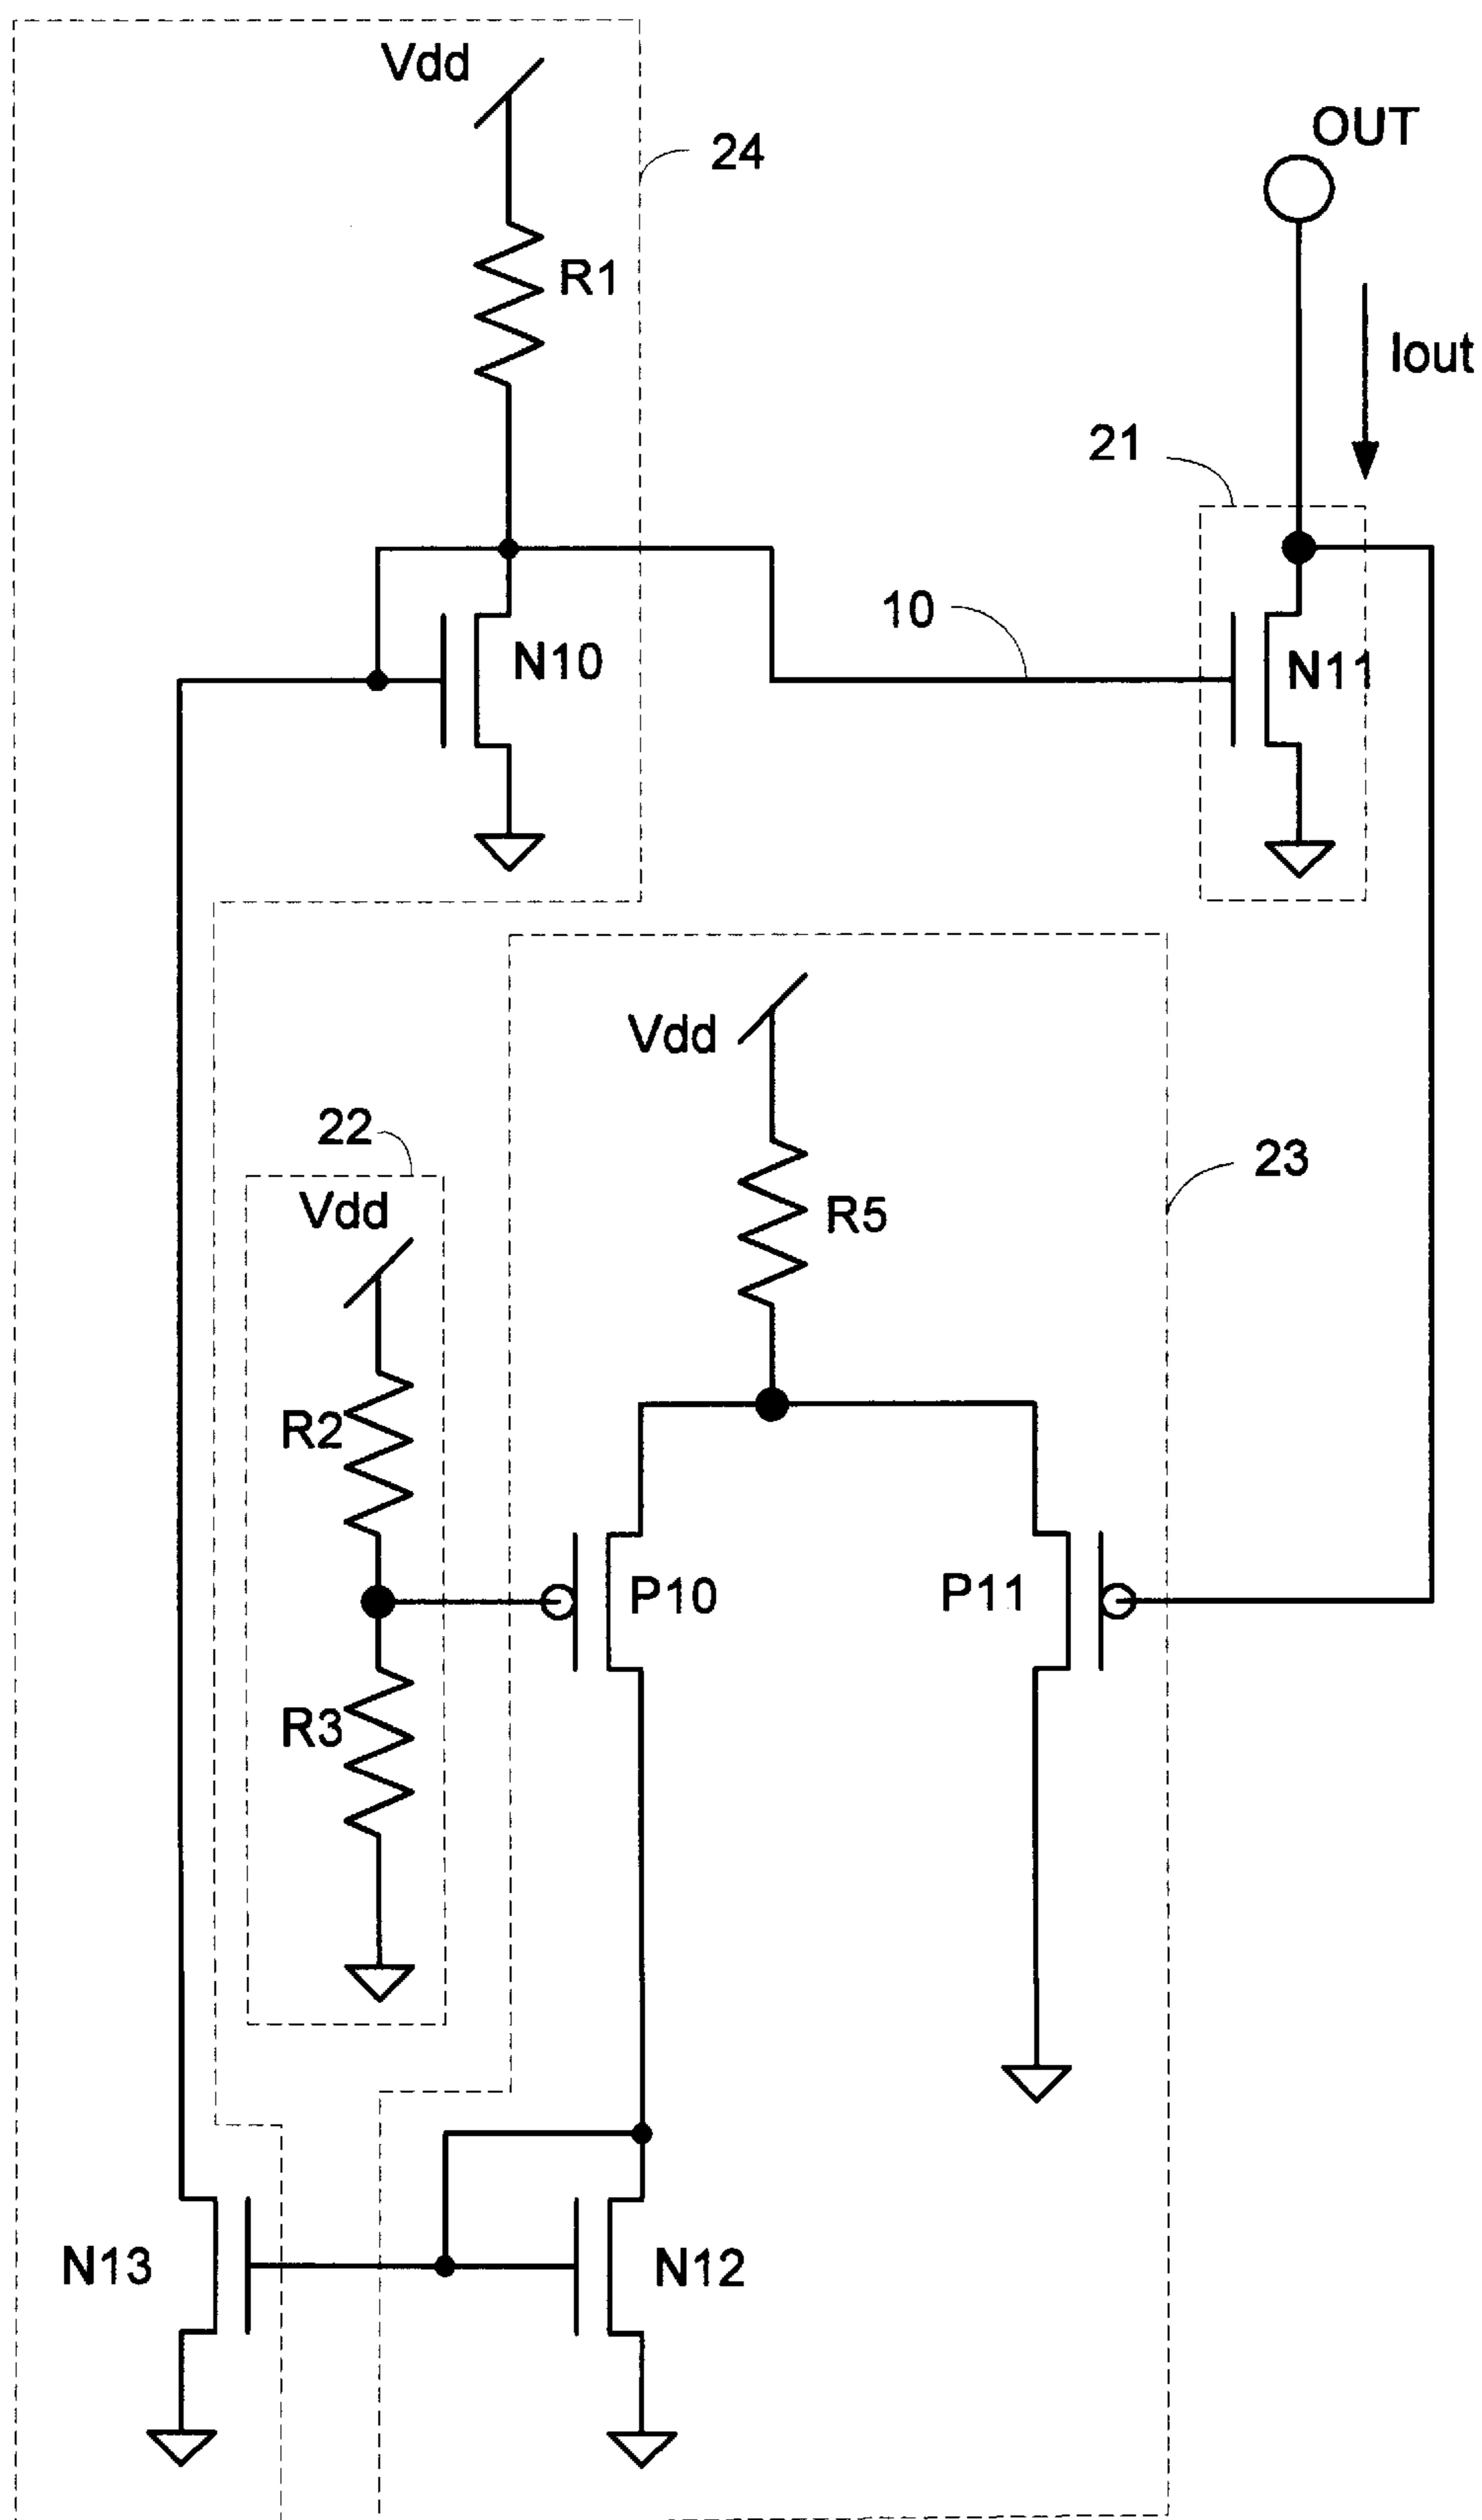 Vdd
OUT
24
R1
Iout
21
10
N10
N11
Vdd
22
23
Vdd
R5
R2
P10
P11
R3
N13
N12